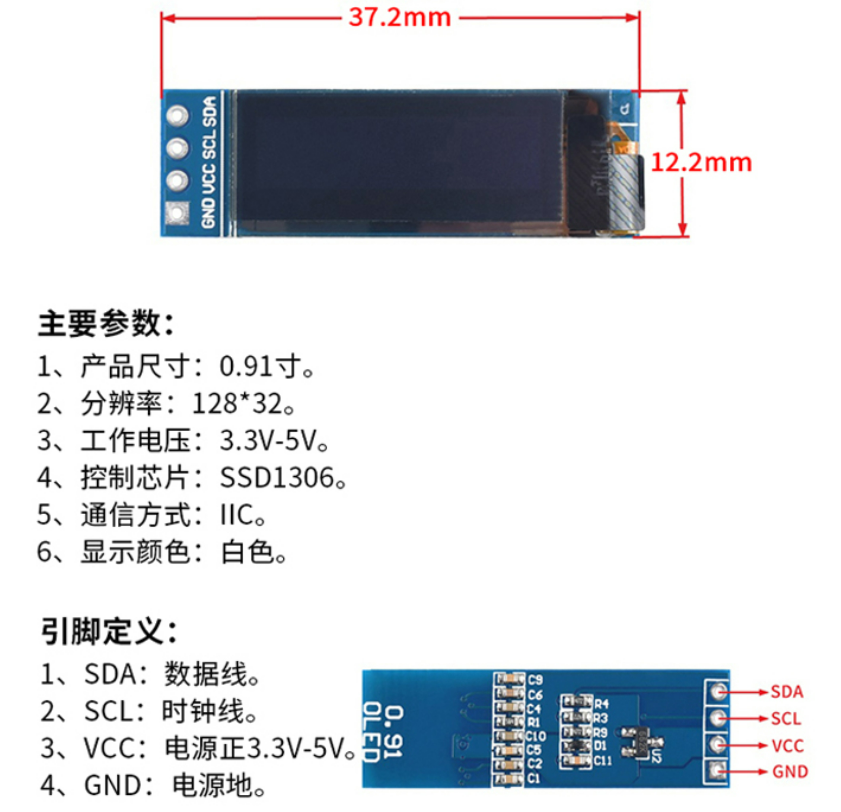 37.2mm
SDA
SCL
VCC
GND
12.2mm
主要参数：
1、产品尺寸：0.91寸。
2、分辨率：128*32。
3、工作电压：3.3V-5V。
4、控制芯片：SSD1306。
5、通信方式：IIC。
6、显示颜色：白色。
引脚定义：
1、SDA：数据线。
2、SCL：时钟线。
3、VCC：电源正3.3V-5V。
4、GND：电源地。
0.91
OLED
C9
C6
C4
R1
C10
C5
C2
C1
R4
R3
R9
D1
C11
U2
SDA
SCL
VCC
GND